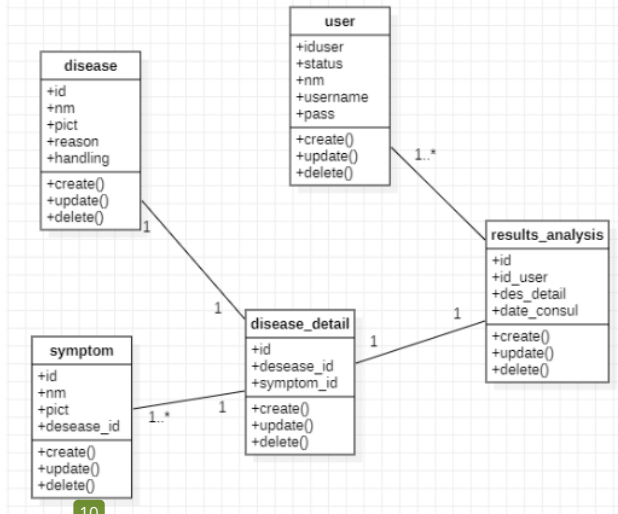 user
+iduser
+status
+nm
+username
+pass
+create()
+update()
+delete()
disease
+id
+nm
+pict
+reason
+handling
+create()
+update()
+delete()
1..*
1
results_analysis
+id
+id_user
+des_detail
+date_consul
+create()
+update()
+delete()
1
1
1
disease_detail
+id
+desease_id
+symptom_id
+create()
+update()
+delete()
symptom
+id
+nm
+pict
+desease_id
+create()
+update()
+delete()
1..*
1
10